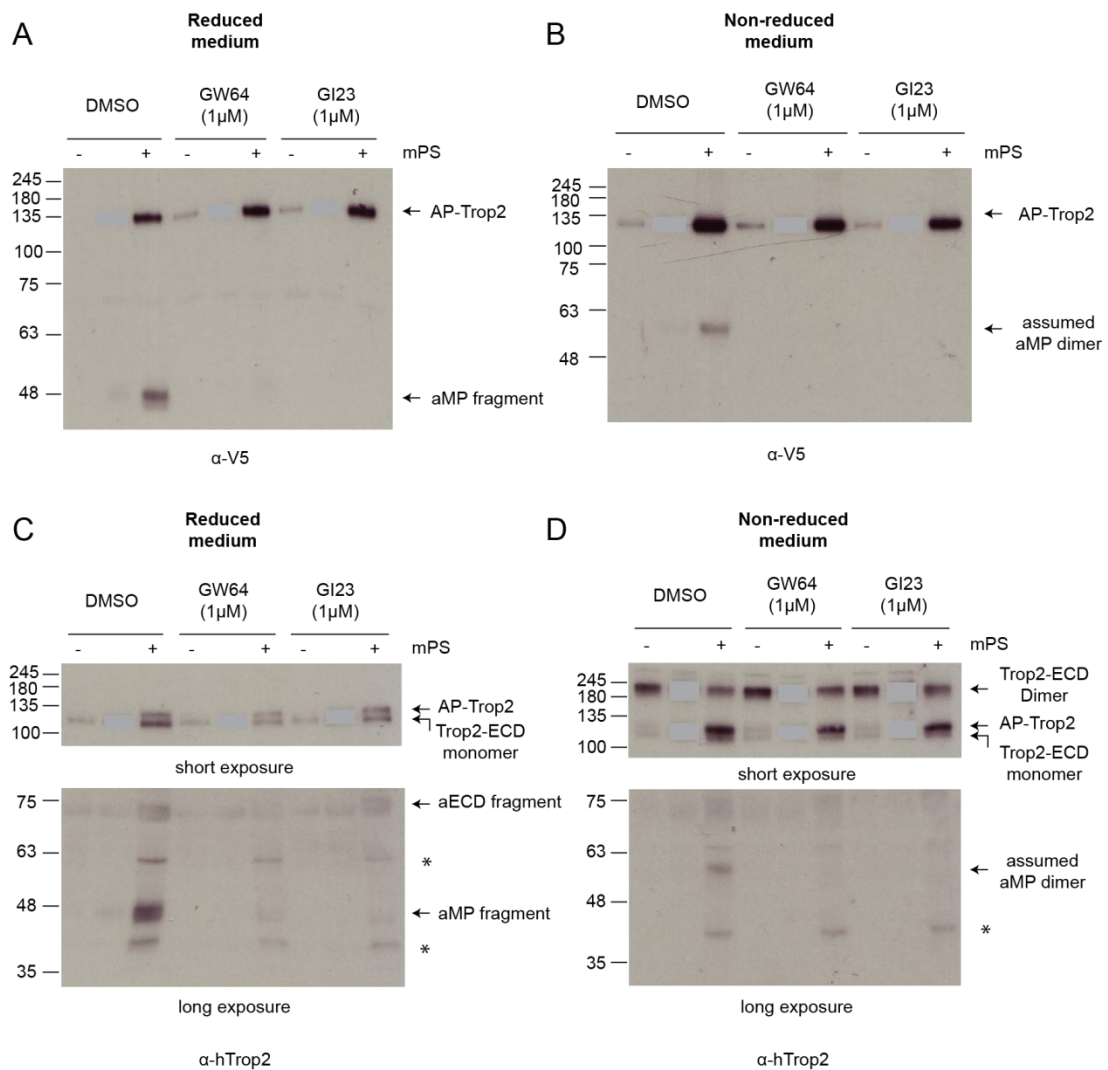 A
Reduced
medium
DMSO
GW64
(1µM)
GI23
(1µM)
- + - + - + mPS
245
180
135
100
75
63
48
AP-Trop2
aMP fragment
α-V5
B
Non-reduced
medium
DMSO
GW64
(1µM)
GI23
(1µM)
- + - + - + mPS
245
180
135
100
75
63
48
AP-Trop2
assumed
aMP dimer
α-V5
C
Reduced
medium
DMSO
GW64
(1µM)
GI23
(1µM)
- + - + - + mPS
245
180
135
100
AP-Trop2
Trop2-ECD
monomer
short exposure
75
63
48
35
aECD fragment
*
aMP fragment
*
long exposure
α-hTrop2
D
Non-reduced
medium
DMSO
GW64
(1µM)
GI23
(1µM)
- + - + - + mPS
245
180
135
100
Trop2-ECD
Dimer
AP-Trop2
Trop2-ECD
monomer
short exposure
75
63
48
35
assumed
aMP dimer
*
long exposure
α-hTrop2